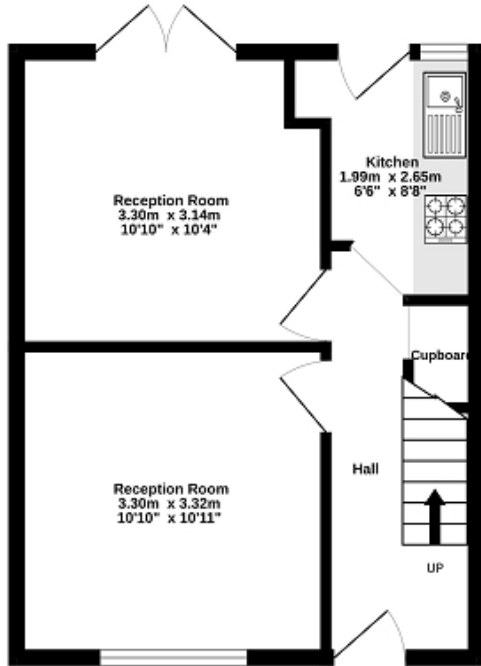 Kitchen
1.99m x 2.65m
6'6" x 8'8"
Reception Room
3.30m x 3.14m
10'10" x 10'4"
Cupboard
Hall
Reception Room
3.30m x 3.32m
10'10" x 10'11"
UP